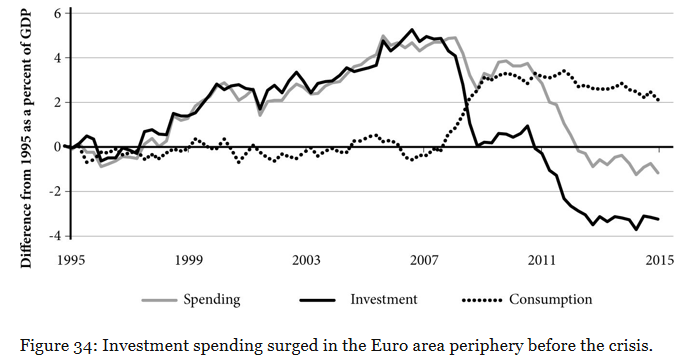 Difference from 1995 as a percent of GDP
6
4
2
0
-2
-4
1995 1999 2003 2007 2011 2015
Spending Investment Consumption
Figure 34: Investment spending surged in the Euro area periphery before the crisis.